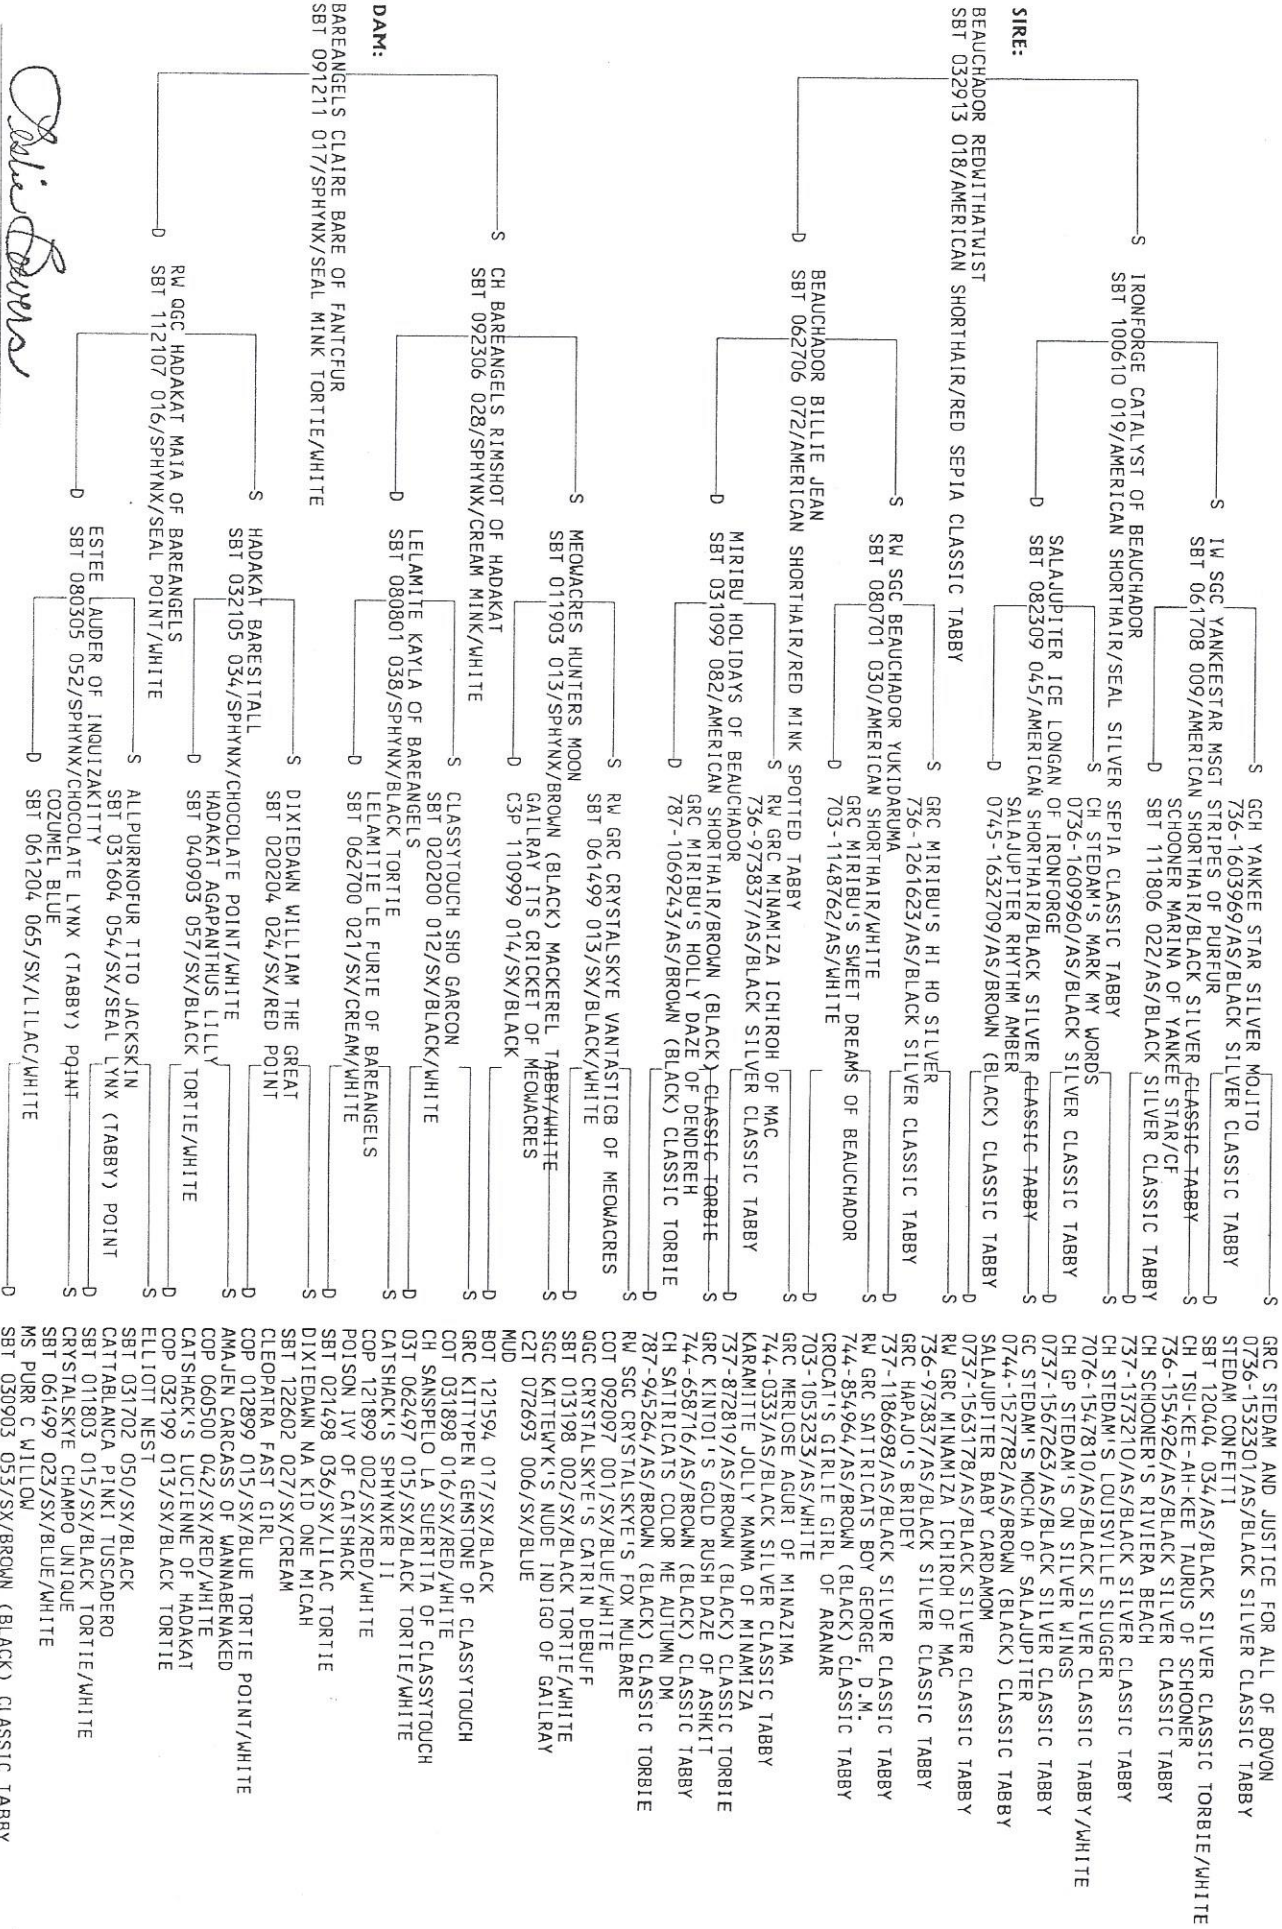 SIRE:
BEAUCHADOR REDWITHATWIST
SBT 032913 018/AMERICAN SHORTHAIR/RED SEPIA CLASSIC TABBY
S
IRONFORGE CATALYST OF BEAUCHADOR
SBT 100610 019/AMERICAN SHORTHAIR/SEAL SILVER SEPIA CLASSIC TABBY
D
BEAUCHADOR BILLIE JEAN
SBT 062706 072/AMERICAN SHORTHAIR/RED MINK SPOTTED TABBY
S
IW SGC YANKEESTAR MSGT STRIPES OF PURFUR
SBT 061708 009/AMERICAN SHORTHAIR/BLACK SILVER CLASSIC TABBY
D
SALAJUPITER ICE LONGAN OF IRONFORGE
SBT 082309 045/AMERICAN SHORTHAIR/BLACK SILVER CLASSIC TABBY
S
RW SGC BEAUCHADOR YUKIDARUMA
SBT 080701 030/AMERICAN SHORTHAIR/WHITE
D
MIRIBU HOLIDAYS OF BEAUCHADOR
SBT 031099 082/AMERICAN SHORTHAIR/BROWN (BLACK) CLASSIC TORBIE
S
GCH YANKEE STAR SILVER MOJITO
736-1603969/AS/BLACK SILVER CLASSIC TABBY
D
SCHOONER MARINA OF YANKEE STAR/CF
SBT 111806 022/AS/BLACK SILVER CLASSIC TABBY
S
CH STEDAM'S MARK MY WORDS
0736-1609960/AS/BLACK SILVER CLASSIC TABBY
D
SALAJUPITER RHYTHM AMBER
0745-1632709/AS/BROWN (BLACK) CLASSIC TABBY
S
GRC MIRIBU'S HI HO SILVER
736-1261623/AS/BLACK SILVER CLASSIC TABBY
D
GRC MIRIBU'S SWEET DREAMS OF BEAUCHADOR
703-1148762/AS/WHITE
S
RW GRC MINAMIZA ICHIROH OF MAC
736-973837/AS/BLACK SILVER CLASSIC TABBY
D
GRC MIRIBU'S HOLLY DAZE OF DENDEREH
787-1069243/AS/BROWN (BLACK) CLASSIC TORBIE
S
GRC STEDAM AND JUSTICE FOR ALL OF BOVON
0736-1532301/AS/BLACK SILVER CLASSIC TABBY
D
STEDAM CONFETTI
SBT 120404 034/AS/BLACK SILVER CLASSIC TORBIE/WHITE
S
CH TSU-KEE-AH-KEE TAURUS OF SCHOONER
736-1554926/AS/BLACK SILVER CLASSIC TABBY
D
CH SCHOONER'S RIVIERA BEACH
737-1373210/AS/BLACK SILVER CLASSIC TABBY
S
CH STEDAM'S LOUISVILLE SLUGGER
7076-1547810/AS/BLACK SILVER CLASSIC TABBY/WHITE
D
CH GP STEDAM'S ON SILVER WINGS
0737-1567263/AS/BLACK SILVER CLASSIC TABBY
S
GC STEDAM'S MOCHA OF SALAJUPITER
0744-1527782/AS/BROWN (BLACK) CLASSIC TABBY
D
SALAJUPITER BABY CARDAMOM
0737-1563178/AS/BLACK SILVER CLASSIC TABBY
S
RW GRC MINAMIZA ICHIROH OF MAC
736-973837/AS/BLACK SILVER CLASSIC TABBY
D
GRC HAPAJO'S BRIDEY
737-1186698/AS/BLACK SILVER CLASSIC TABBY
S
RW GRC SATIRICATS BOY GEORGE, D.M.
744-854964/AS/BROWN (BLACK) CLASSIC TABBY
D
CROCAT'S GIRLIE GIRL OF ARANAR
703-1053233/AS/WHITE
S
GRC MERLOSE AGURI OF MINAZIMA
744-0333/AS/BLACK SILVER CLASSIC TABBY
D
KARAMITTE JOLLY MANMA OF MINAMIZA
737-872819/AS/BROWN (BLACK) CLASSIC TORBIE
S
GRC KINTOI'S GOLD RUSH DAZE OF ASHKIT
744-658716/AS/BROWN (BLACK) CLASSIC TABBY
D
CH SATIRICATS COLOR ME AUTUMN DM
787-945264/AS/BROWN (BLACK) CLASSIC TORBIE
DAM:
BAREANGELS CLAIRE BARE OF FANTCFUR
SBT 091211 017/SPHYNX/SEAL MINK TORTIE/WHITE
S
CH BAREANGELS RIMSHOT OF HADAKAT
SBT 092306 028/SPHYNX/CREAM MINK/WHITE
D
RW QGC HADAKAT MAIA OF BAREANGELS
SBT 112107 016/SPHYNX/SEAL POINT/WHITE
S
MEOWACRES HUNTERS MOON
SBT 011903 013/SPHYNX/BROWN (BLACK) MACKEREL TABBY/WHITE
D
LELAMITE KAYLA OF BAREANGELS
SBT 080801 038/SPHYNX/BLACK TORTIE
S
HADAKAT BARESITALL
SBT 032105 034/SPHYNX/CHOCOLATE POINT/WHITE
D
ESTEE LAUDER OF INQUIZAKITTY
SBT 080305 052/SPHYNX/CHOCOLATE LYNX (TABBY) POINT
S
RW GRC CRYSTALSKYE VANTASTICB OF MEOWACRES
SBT 061499 013/SX/BLACK/WHITE
D
GAILRAY ITS CRICKET OF MEOWACRES
C3P 110999 014/SX/BLACK
S
CLASSYTOUCH SHO GARCON
SBT 020200 012/SX/BLACK/WHITE
D
LELAMITTIE LE FURIE OF BAREANGELS
SBT 062700 021/SX/CREAM/WHITE
S
DIXIEDAWN WILLIAM THE GREAT
SBT 020204 024/SX/RED POINT
D
HADAKAT AGAPANTHUS LILLY
SBT 040903 057/SX/BLACK TORTIE/WHITE
S
ALLPURRNOFUR TITO JACKSKIN
SBT 031604 054/SX/SEAL LYNX (TABBY) POINT
D
COZUMEL BLUE
SBT 061204 065/SX/LILAC/WHITE
S
RW SGC CRYSTALSKYE'S FOX MULBARE
COT 092097 001/SX/BLUE/WHITE
D
QGC CRYSTALSKYE'S CATRIN DEBUFF
SBT 013198 002/SX/BLACK TORTIE/WHITE
S
SGC KATTEWYK'S NUDE INDIGO OF GAILRAY
C2T 072693 006/SX/BLUE
D
MUD
BOT 121594 017/SX/BLACK
S
GRC KITTYPEN GEMSTONE OF CLASSYTOUCH
COT 031898 016/SX/RED/WHITE
D
CH SANSPELO LA SUERTITA OF CLASSYTOUCH
03T 062497 015/SX/BLACK TORTIE/WHITE
S
CATSHACK'S SPHYNXER II
COP 121899 002/SX/RED/WHITE
D
POISON IVY OF CATSHACK
SBT 021498 036/SX/LILAC TORTIE
S
DIXIEDAWN NA K1D ONE MICAH
SBT 122602 027/SX/CREAM
D
CLEOPATRA FAST GIRL
COP 012899 015/SX/BLUE TORTIE POINT/WHITE
S
AMAJEN CARCASS OF WANNABENAKED
COP 060500 042/SX/RED/WHITE
D
CATSHACK'S LUCIENNE OF HADAKAT
COP 032199 013/SX/BLACK TORTIE
S
ELLIOTT NEST
SBT 031702 050/SX/BLACK
D
CATTABLANCA PINKI TUSCADERO
SBT 011803 015/SX/BLACK TORTIE/WHITE
S
CRYSTALSKYE CHAMPO UNIQUE
SBT 061499 023/SX/BLUE/WHITE
D
MS PURR C WILLOW
SBT 030903 053/SX/BROWN (BLACK) CLASSIC TABBY
Leslie Bowers